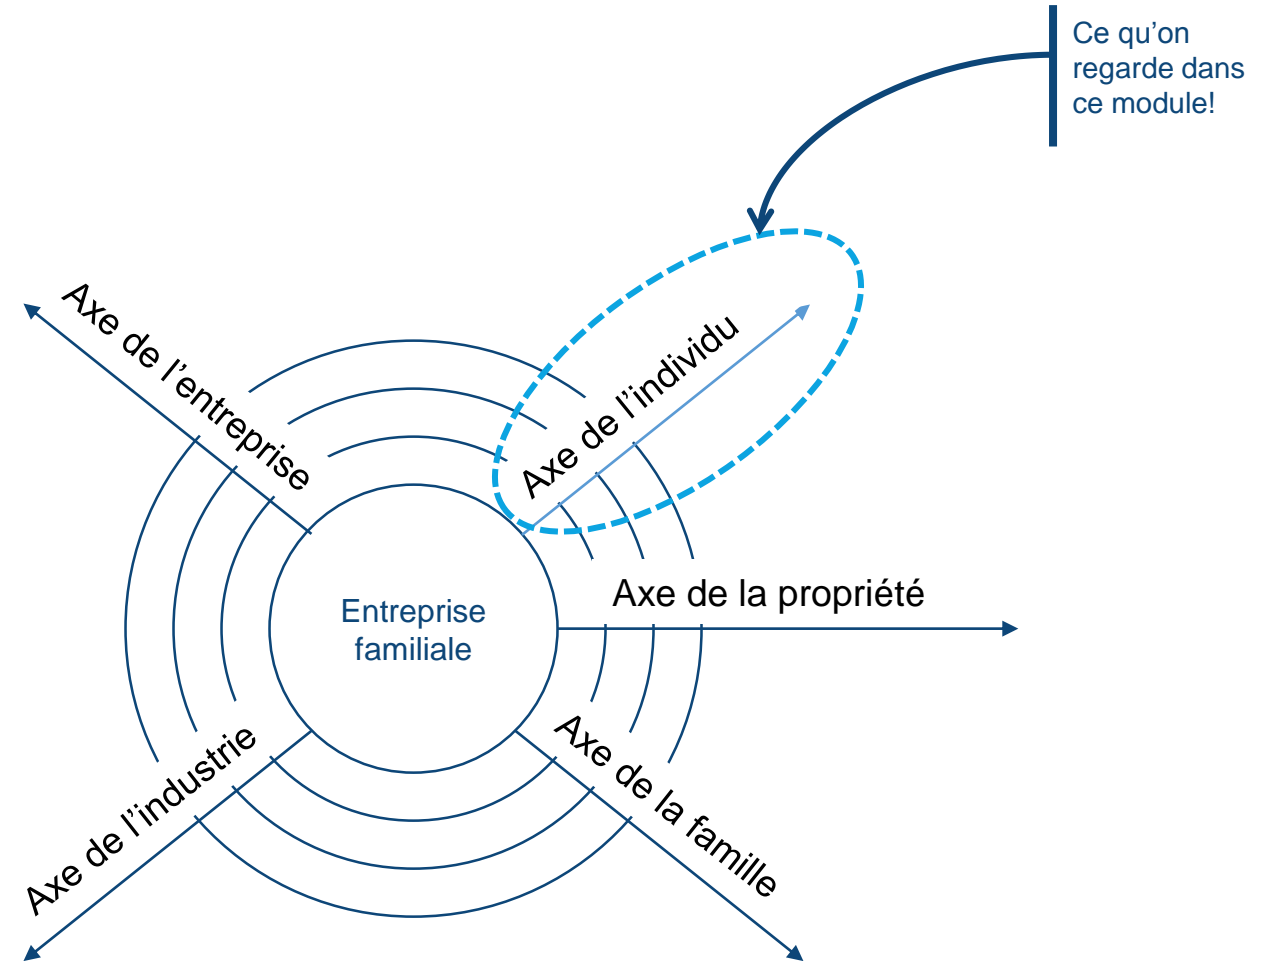 Ce qu’on
regarde dans
ce module!
Axe de l’entreprise
Axe de l’individu
Axe de la propriété
Entreprise
familiale
Axe de l’industrie
Axe de la famille